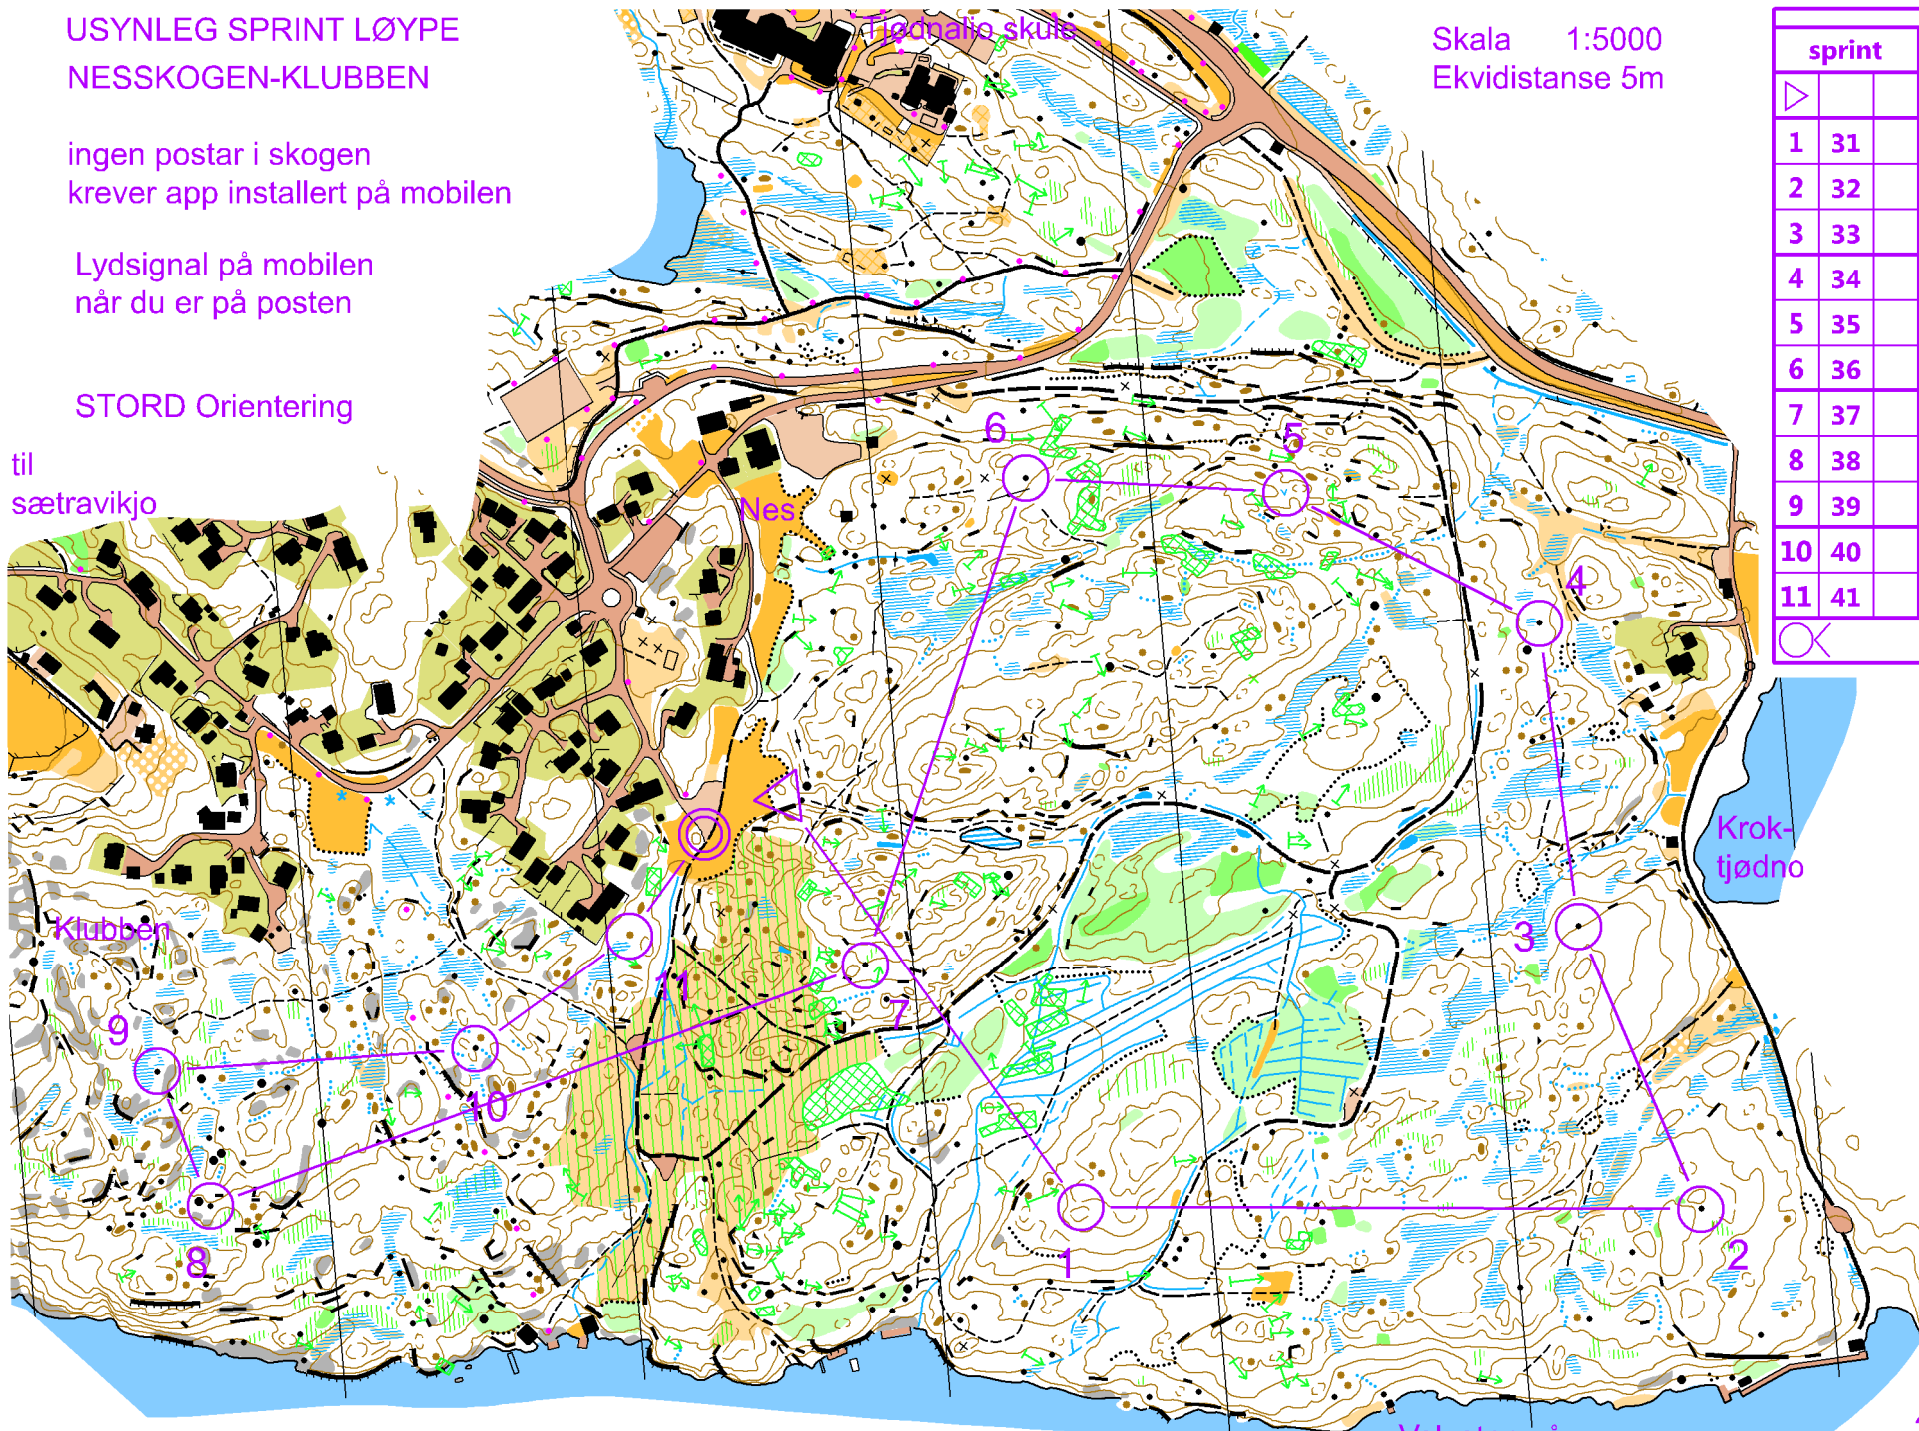 USYNLEG SPRINT LØYPE
NESSKOGEN-KLUBBEN
ingen postar i skogen
krever app installert på mobilen
Lydsignal på mobilen
når du er på posten
STORD Orientering
til
sætravikjo
Tjødnalio skule
Skala 1:5000
Ekvidistanse 5m
sprint
1 31
2 32
3 33
4 34
5 35
6 36
7 37
8 38
9 39
10 40
11 41
6
5
Nes
4
Krok-
tjødno
Klubben
3
11
7
9
10
8
1
2